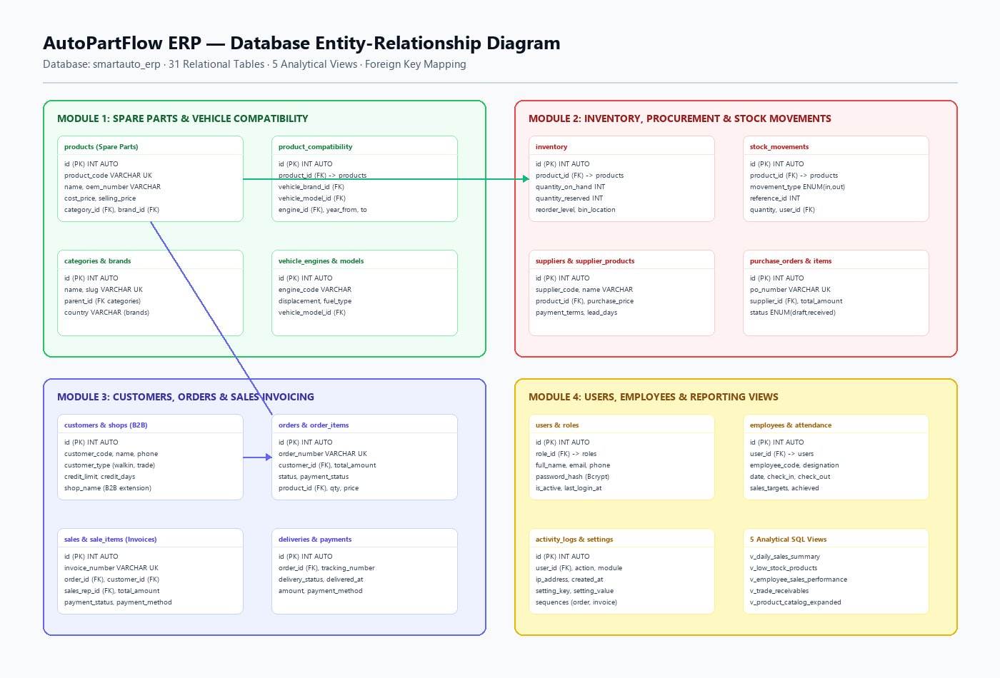 AutoPartFlow ERP — Database Entity-Relationship Diagram
Database: smartauto_erp · 31 Relational Tables · 5 Analytical Views · Foreign Key Mapping
MODULE 1: SPARE PARTS & VEHICLE COMPATIBILITY
products (Spare Parts)
id (PK) INT AUTO
product_code VARCHAR UK
name, oem_number VARCHAR
cost_price, selling_price
category_id (FK), brand_id (FK)
product_compatibility
id (PK) INT AUTO
product_id (FK) -> products
vehicle_brand_id (FK)
vehicle_model_id (FK)
engine_id (FK), year_from, to
categories & brands
id (PK) INT AUTO
name, slug VARCHAR UK
parent_id (FK categories)
country VARCHAR (brands)
vehicle_engines & models
id (PK) INT AUTO
engine_code VARCHAR
displacement, fuel_type
vehicle_model_id (FK)
MODULE 2: INVENTORY, PROCUREMENT & STOCK MOVEMENTS
inventory
id (PK) INT AUTO
product_id (FK) -> products
quantity_on_hand INT
quantity_reserved INT
reorder_level, bin_location
stock_movements
id (PK) INT AUTO
product_id (FK) -> products
movement_type ENUM(in,out)
reference_id INT
quantity, user_id (FK)
suppliers & supplier_products
id (PK) INT AUTO
supplier_code, name VARCHAR
product_id (FK), purchase_price
payment_terms, lead_days
purchase_orders & items
id (PK) INT AUTO
po_number VARCHAR UK
supplier_id (FK), total_amount
status ENUM(draft,received)
MODULE 3: CUSTOMERS, ORDERS & SALES INVOICING
customers & shops (B2B)
id (PK) INT AUTO
customer_code, name, phone
customer_type (walkin, trade)
credit_limit, credit_days
shop_name (B2B extension)
orders & order_items
id (PK) INT AUTO
order_number VARCHAR UK
customer_id (FK), total_amount
status, payment_status
product_id (FK), qty, price
sales & sale_items (Invoices)
id (PK) INT AUTO
invoice_number VARCHAR UK
order_id (FK), customer_id (FK)
sales_rep_id (FK), total_amount
payment_status, payment_method
deliveries & payments
id (PK) INT AUTO
order_id (FK), tracking_number
delivery_status, delivered_at
amount, payment_method
MODULE 4: USERS, EMPLOYEES & REPORTING VIEWS
users & roles
id (PK) INT AUTO
role_id (FK) -> roles
full_name, email, phone
password_hash (Bcrypt)
is_active, last_login_at
employees & attendance
id (PK) INT AUTO
user_id (FK) -> users
employee_code, designation
date, check_in, check_out
sales_targets, achieved
activity_logs & settings
id (PK) INT AUTO
user_id (FK), action, module
ip_address, created_at
setting_key, setting_value
sequences (order, invoice)
5 Analytical SQL Views
v_daily_sales_summary
v_low_stock_products
v_employee_sales_performance
v_trade_receivables
v_product_catalog_expanded